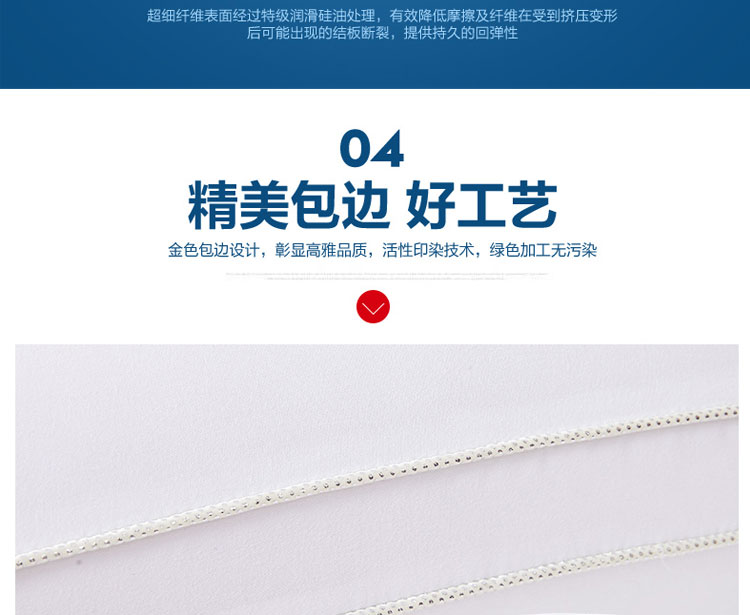 超细纤维表面经过特级润滑硅油处理，有效降低摩擦及纤维在受到挤压变形
后可能出现的结板断裂，提供持久的回弹性
04
精美包边 好工艺
金色包边设计，彰显高雅品质，活性印染技术，绿色加工无污染